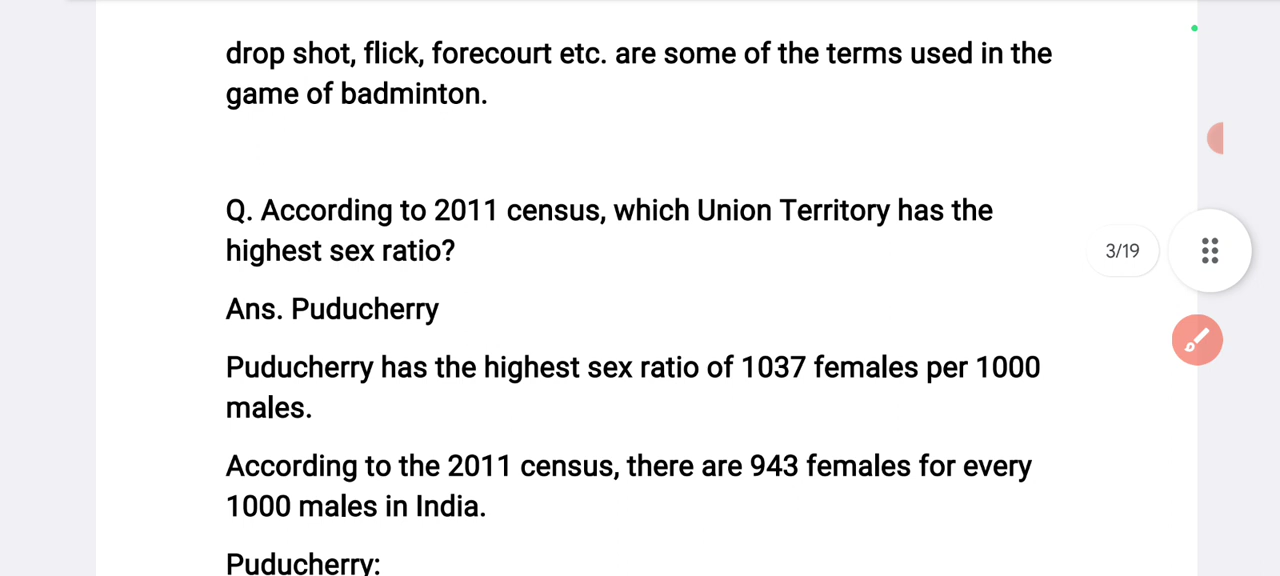 drop shot, flick, forecourt etc. are some of the terms used in the
game of badminton.
Q. According to 2011 census, which Union Territory has the
highest sex ratio?
3/19
Ans. Puducherry
Puducherry has the highest sex ratio of 1037 females per 1000
males.
According to the 2011 census, there are 943 females for every
1000 males in India.
Puducherry: